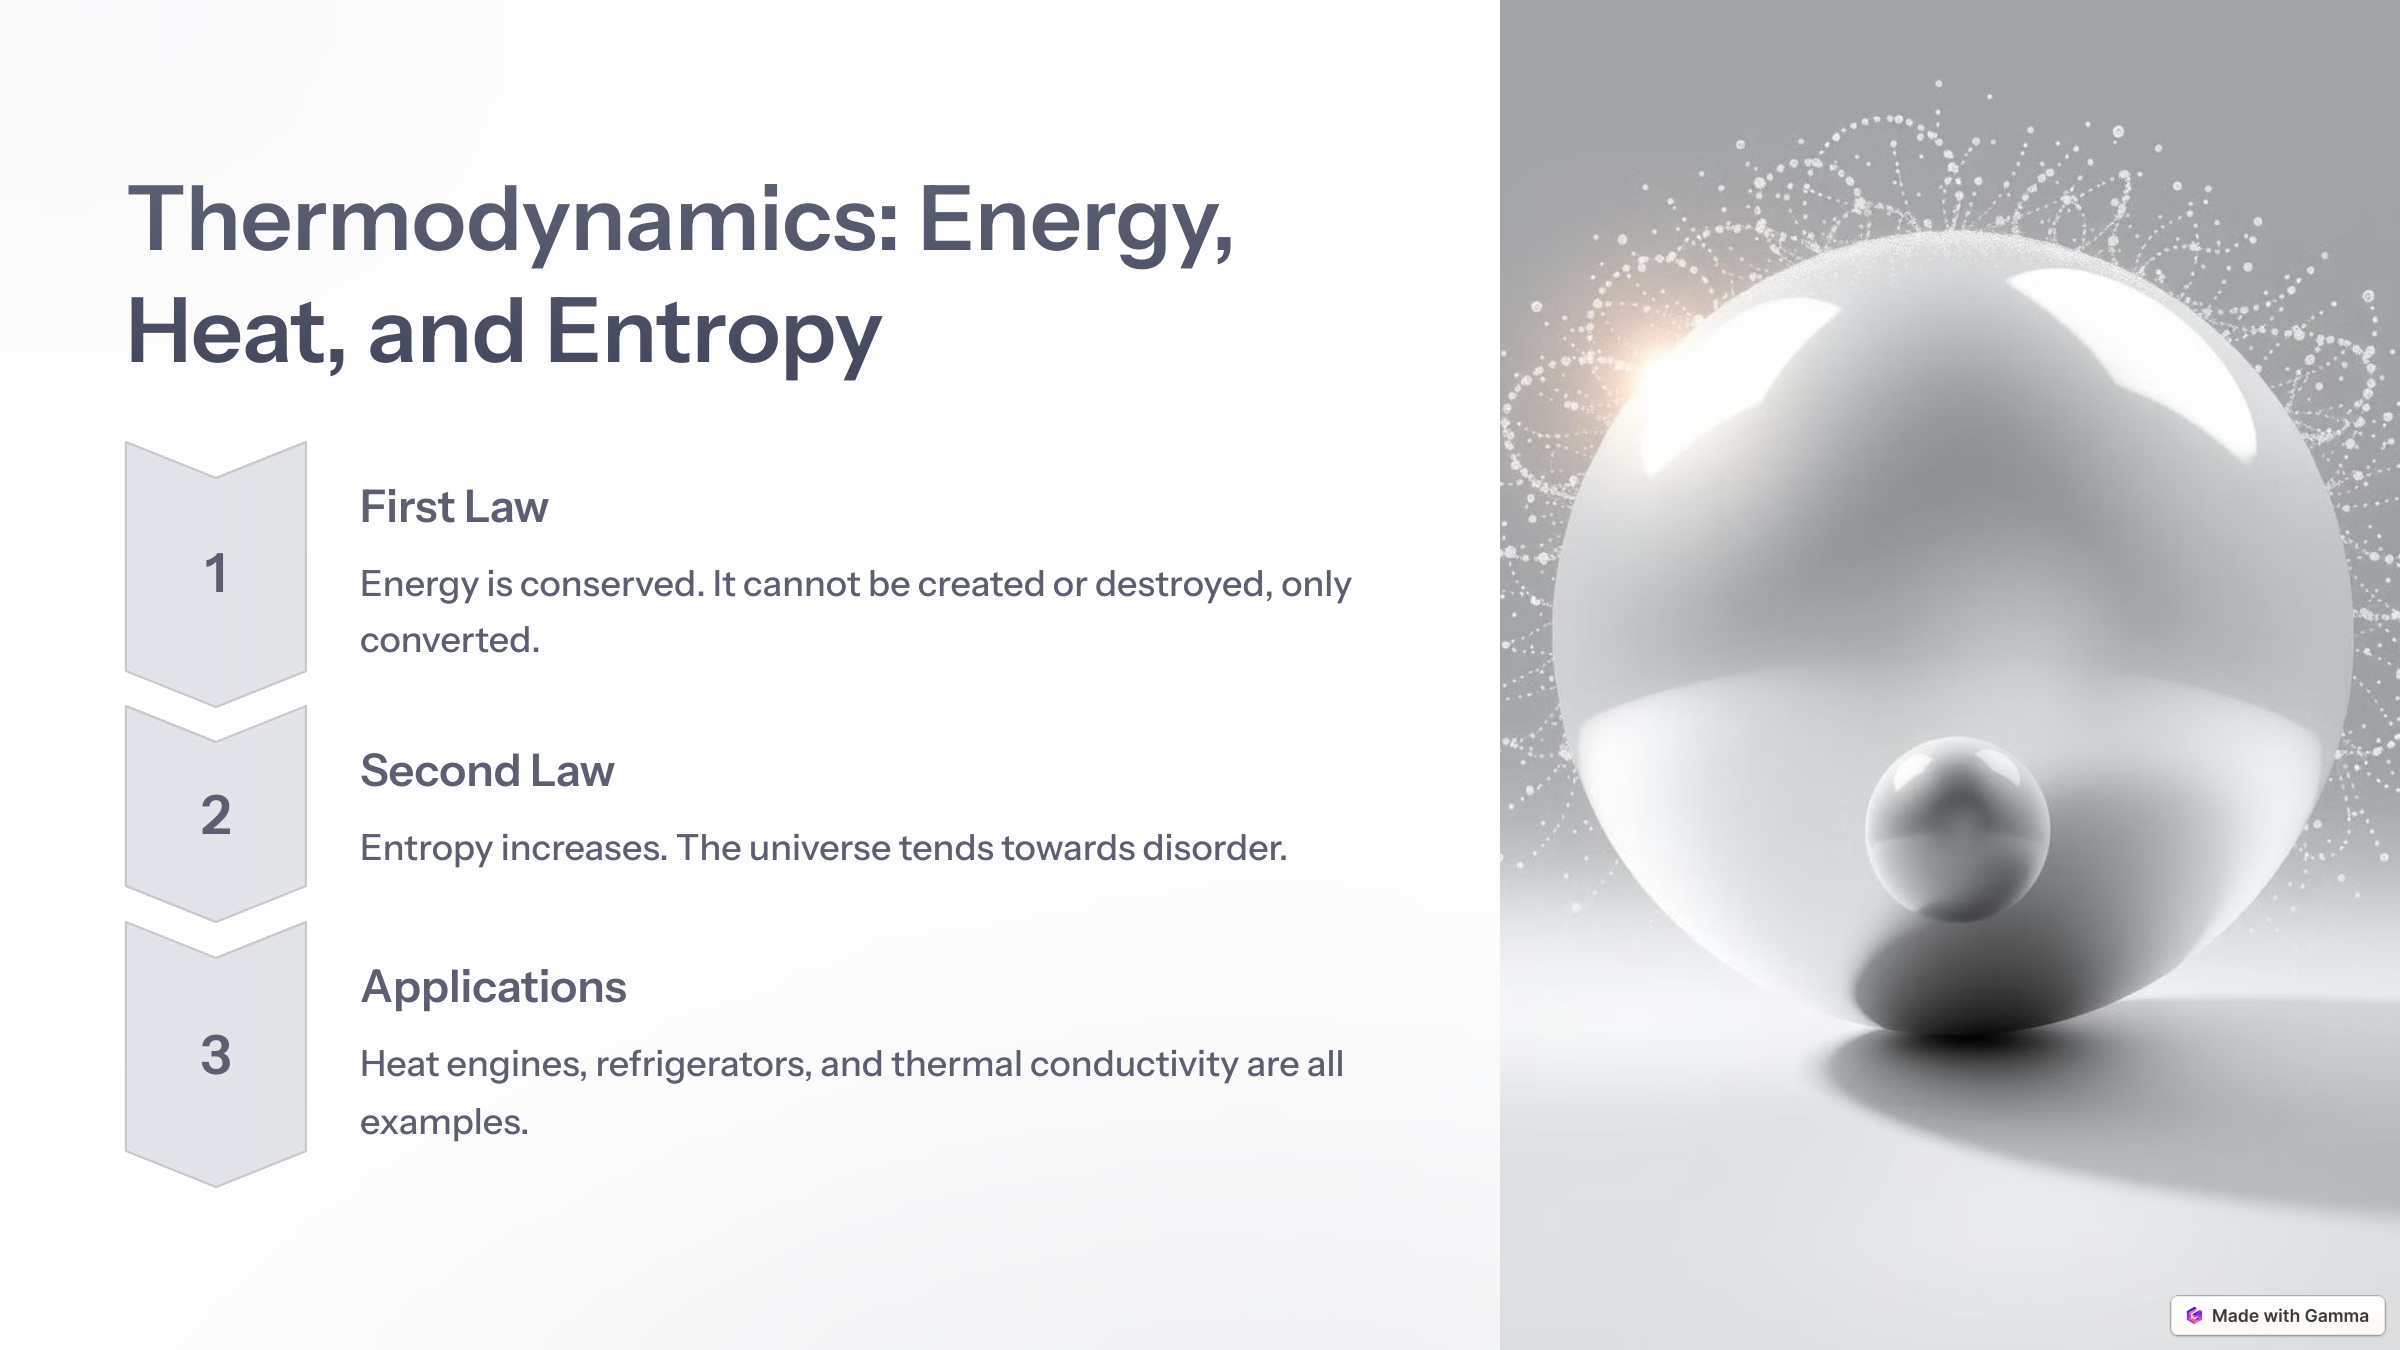 Thermodynamics: Energy,
Heat, and Entropy
1
First Law
Energy is conserved. It cannot be created or destroyed, only
converted.
2
Second Law
Entropy increases. The universe tends towards disorder.
3
Applications
Heat engines, refrigerators, and thermal conductivity are all
examples.
Made with Gamma